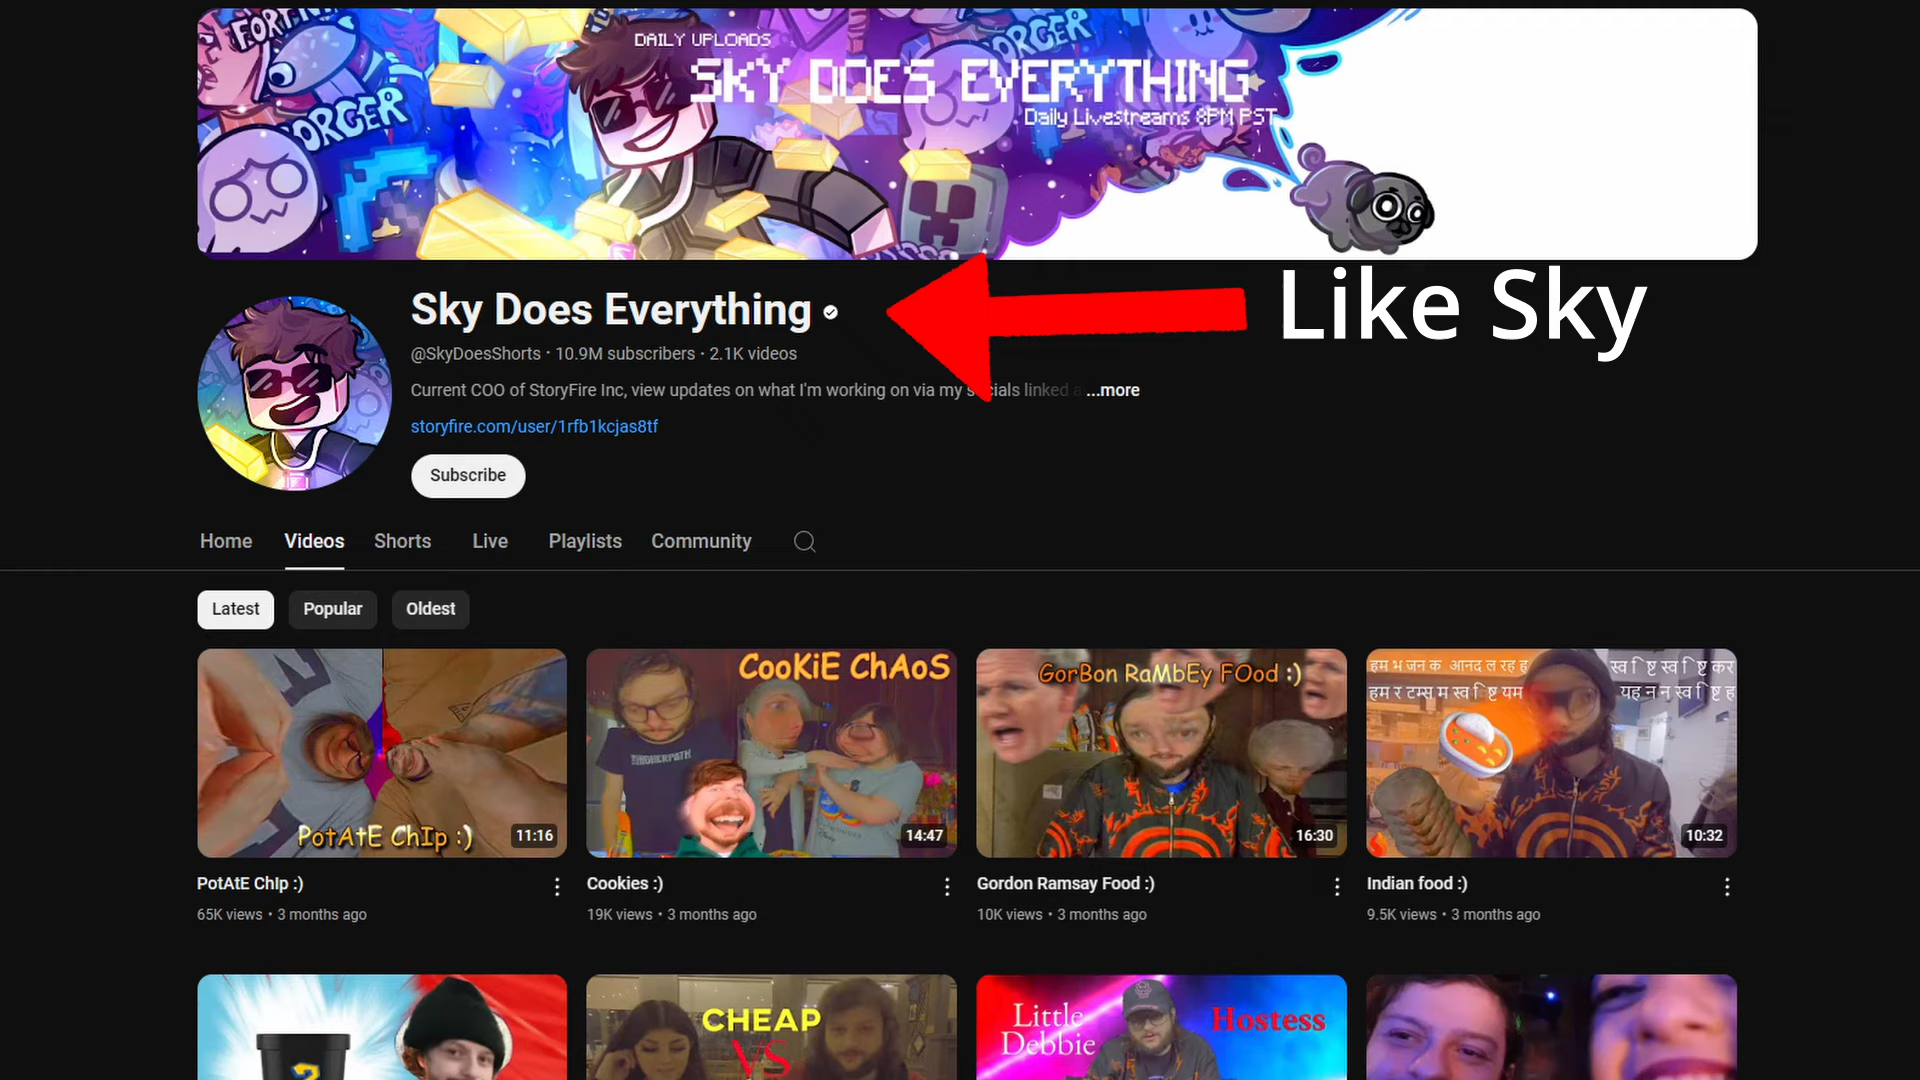 FORTNI
DAILY UPLOADS
SKY DOES EVERYTHING
Daily Livestreams 8PM PST
ORGER
ORGER
Like Sky
Sky Does Everything
@SkyDoesShorts • 10.9M subscribers • 2.1K videos
Current COO of StoryFire Inc, view updates on what I'm working on via my socials linked a ...more
storyfire.com/user/1rfb1kcjas8tf
Subscribe
Home Videos Shorts Live Playlists Community
Latest Popular Oldest
PotAtE ChIp :)
11:16
CooKiE ChAoS
14:47
GorBon RaMbEy FOod :)
16:30
10:32
PotAtE ChIp :)
65K views • 3 months ago
Cookies :)
19K views • 3 months ago
Gordon Ramsay Food :)
10K views • 3 months ago
Indian food :)
9.5K views • 3 months ago
?
CHEAP
VS
Little
Debbie
Hostess